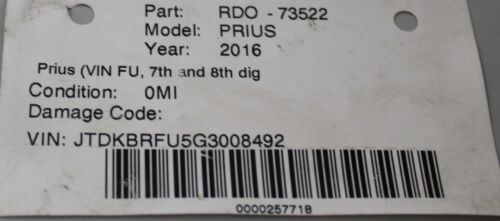 Part: RDO - 73522
Model: PRIUS
Year: 2016
Prius (VIN FU, 7th and 8th dig
Condition: 0MI
Damage Code:
VIN: JTDKBRFU5G3008492
0000257718